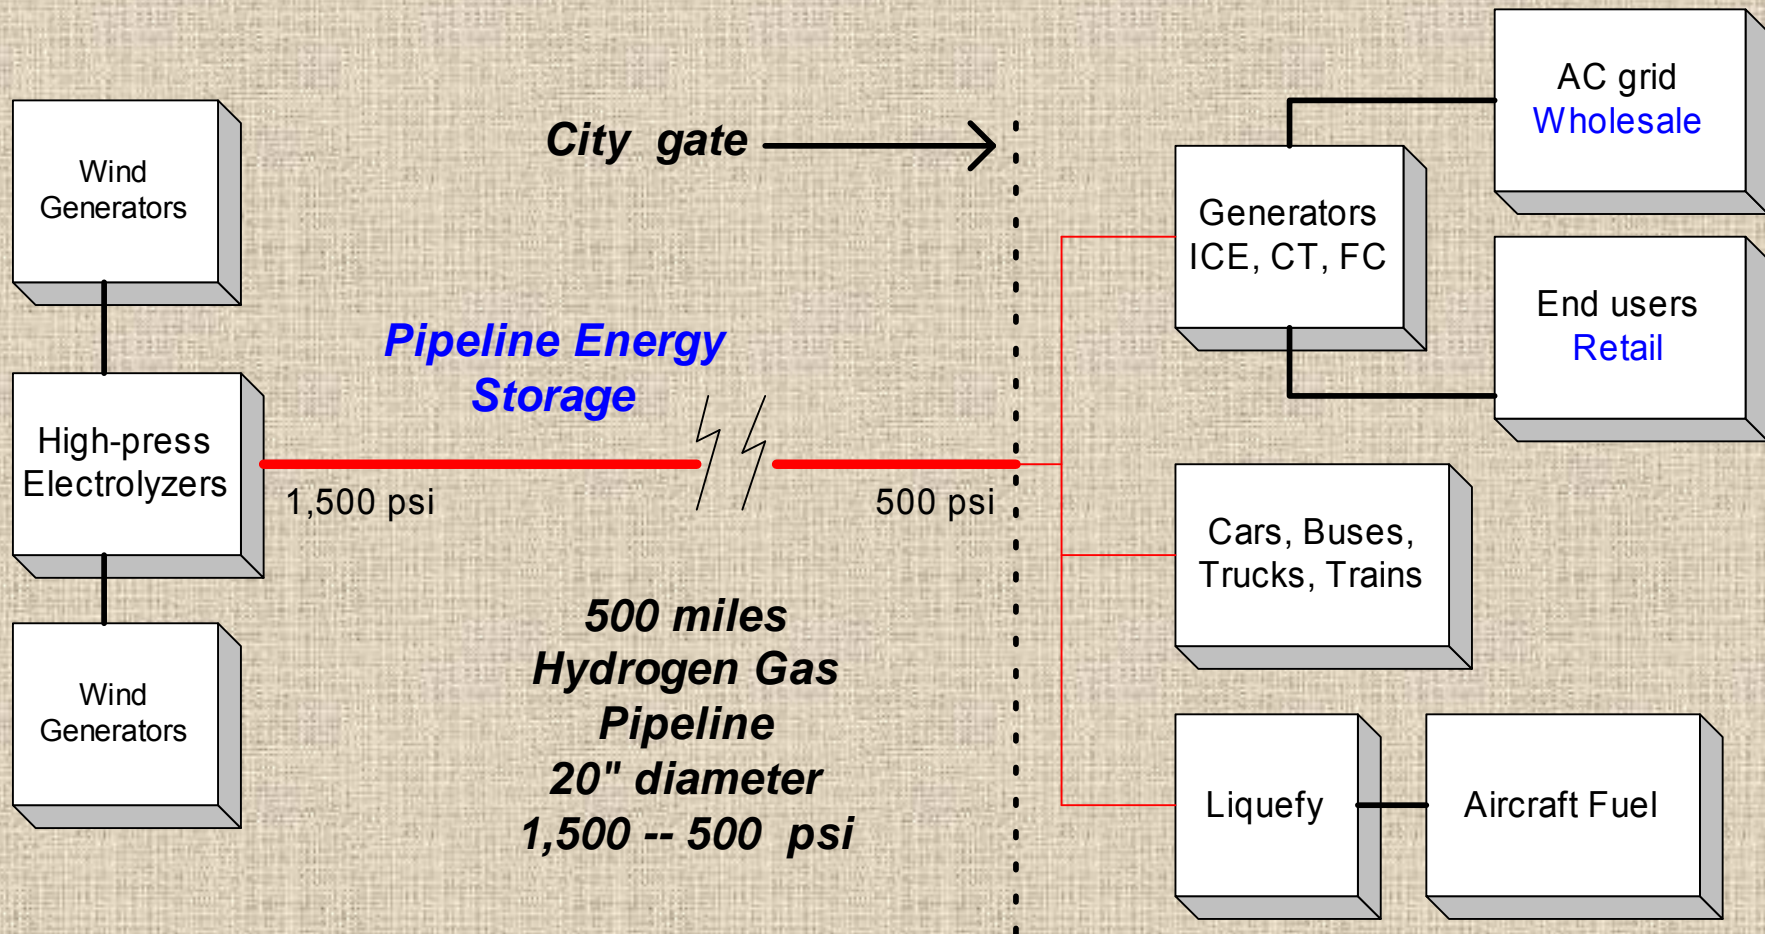 Wind
Generators
High-press
Electrolyzers
Wind
Generators
City gate
Pipeline Energy
Storage
1,500 psi
500 psi
500 miles
Hydrogen Gas
Pipeline
20" diameter
1,500 -- 500 psi
Generators
ICE, CT, FC
AC grid
Wholesale
End users
Retail
Cars, Buses,
Trucks, Trains
Liquefy
Aircraft Fuel